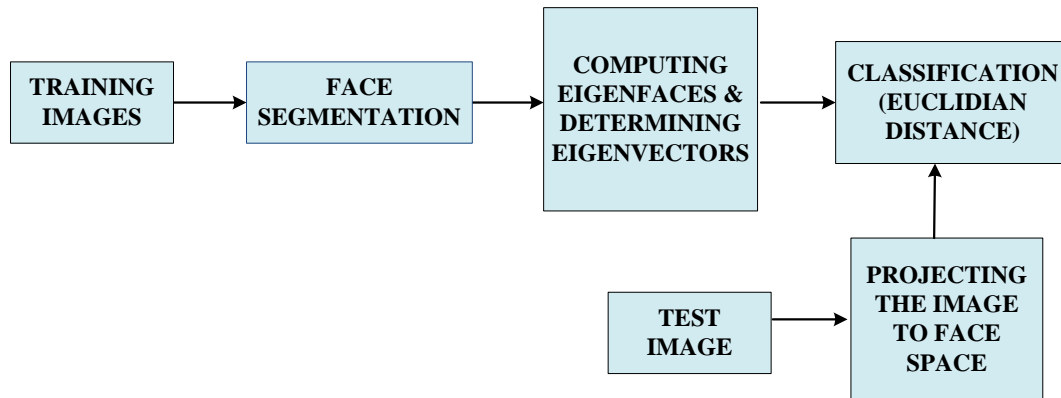 TRAINING
IMAGES
FACE
SEGMENTATION
COMPUTING
EIGENFACES &
DETERMINING
EIGENVECTORS
CLASSIFICATION
(EUCLIDIAN
DISTANCE)
TEST
IMAGE
PROJECTING
THE IMAGE
TO FACE
SPACE